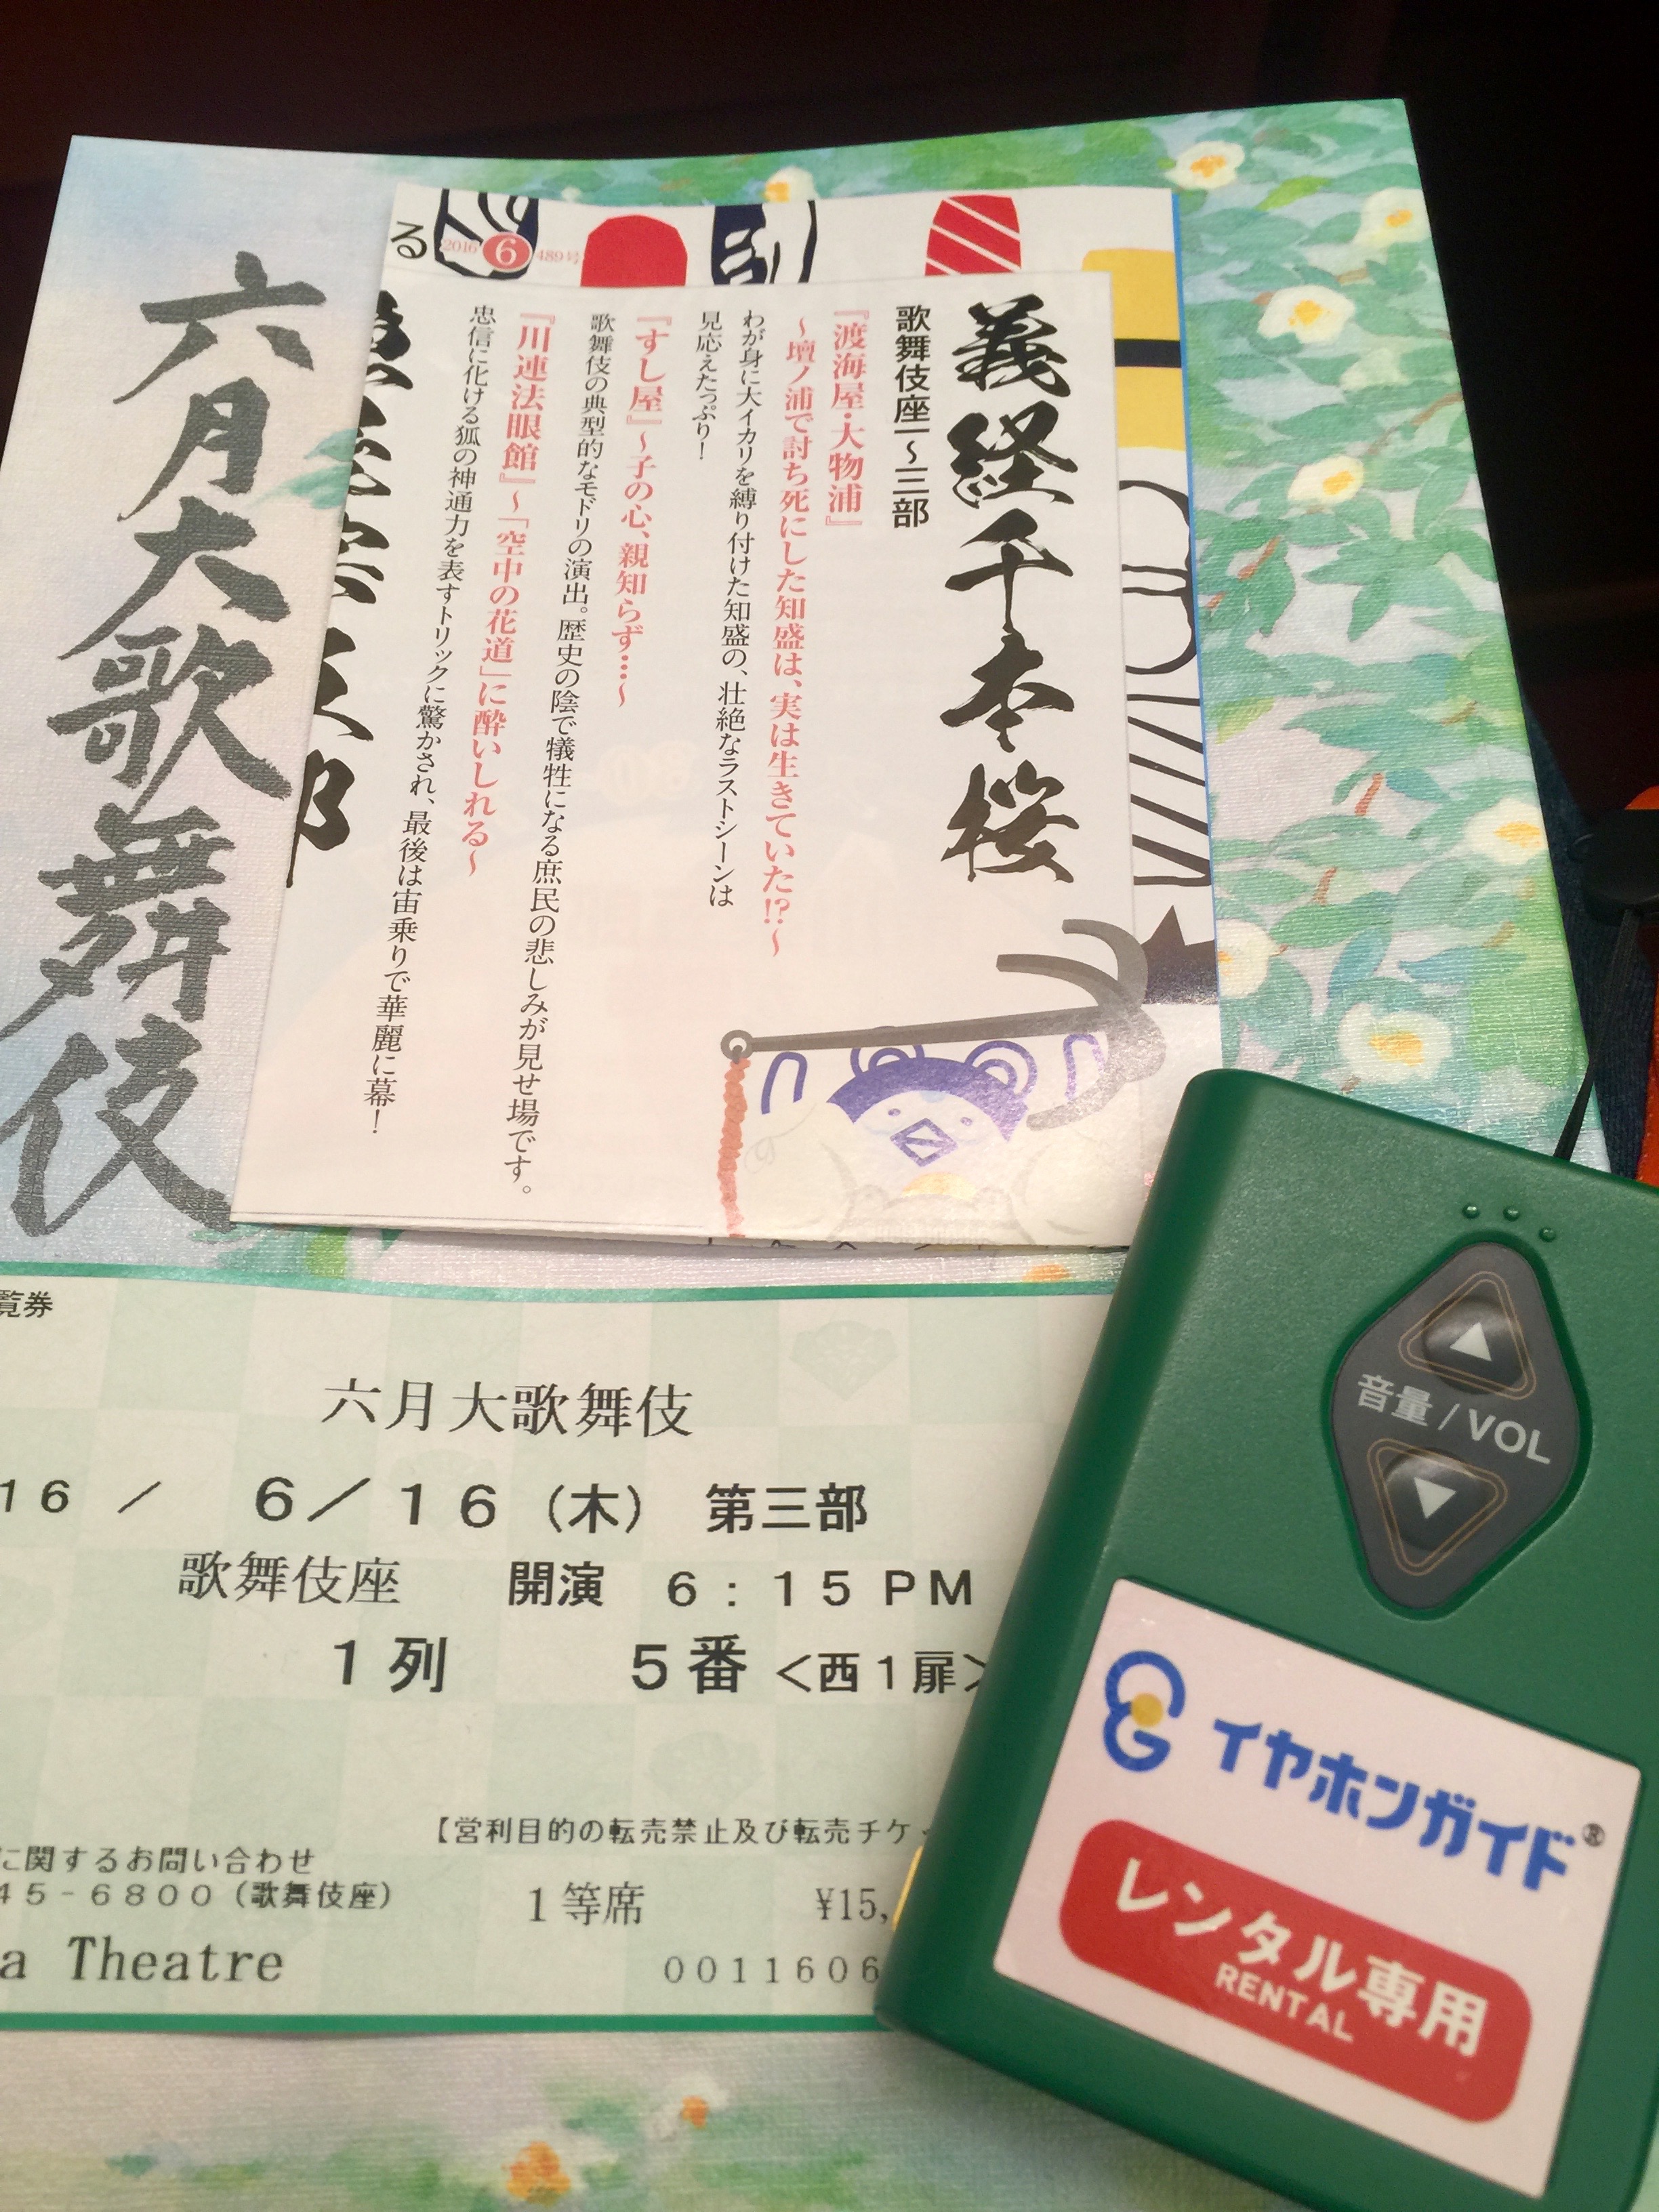 六月大歌舞伎
る
2016 6 489号
義経千本桜
歌舞伎座一~三部
『渡海屋・大物浦』
~壇ノ浦で討ち死にした知盛は、実は生きていた!?~
わが身に大イカリを縛り付けた知盛の、壮絶なラストシーンは
見応えたっぷり!
『すし屋』~子の心、親知らず…~
歌舞伎の典型的なモドリの演出。歴史の陰で犠牲になる庶民の悲しみが見せ場です。
『川連法眼館』~「空中の花道」に酔いしれる~
忠信に化ける狐の神通力を表すトリックに驚かされ、最後は宙乗りで華麗に幕!
覧券
六月大歌舞伎
16 / 6/16(木) 第三部
歌舞伎座 開演 6:15PM
1列 5番<西1扉>
【営利目的の転売禁止及び転売チケ
に関するお問い合わせ
45-6800(歌舞伎座)
1等席 ¥15,
a Theatre
0011606
音量/VOL
イヤホンガイド®
レンタル専用
RENTAL